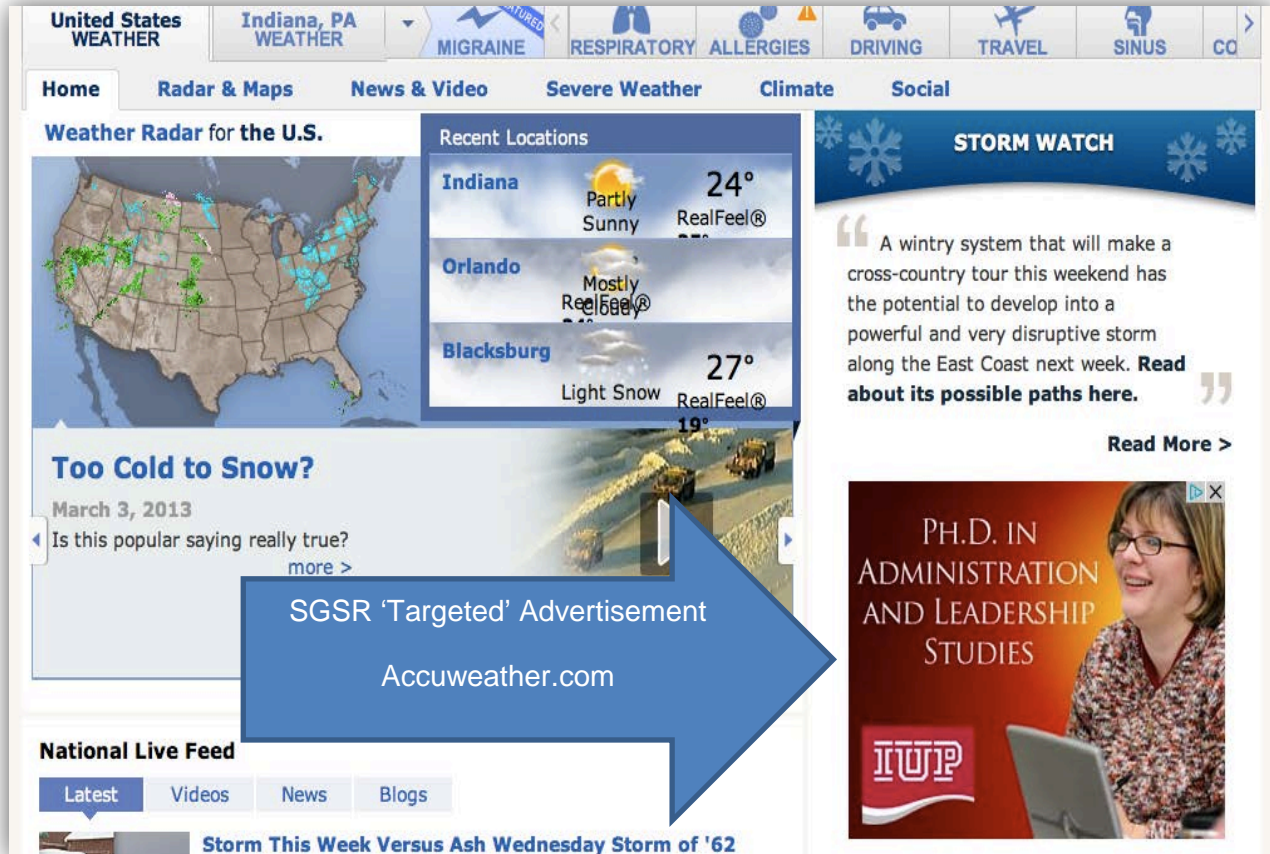 United States
WEATHER
Indiana, PA
WEATHER
MIGRAINE
FEATURED
RESPIRATORY
ALLERGIES
DRIVING
TRAVEL
SINUS
CO
Home
Radar & Maps
News & Video
Severe Weather
Climate
Social
Weather Radar for the U.S.
Recent Locations
Indiana
Partly
Sunny
24°
RealFeel®
Orlando
Mostly
Cloudy
RealFeel®
Blacksburg
Light Snow
27°
RealFeel®
19°
Too Cold to Snow?
March 3, 2013
Is this popular saying really true?
more >
SGSR ‘Targeted’ Advertisement
Accuweather.com
National Live Feed
Latest
Videos
News
Blogs
Storm This Week Versus Ash Wednesday Storm of '62
STORM WATCH
“ A wintry system that will make a
cross-country tour this weekend has
the potential to develop into a
powerful and very disruptive storm
along the East Coast next week. Read
about its possible paths here. ”
Read More >
PH.D. IN
ADMINISTRATION
AND LEADERSHIP
STUDIES
IUP